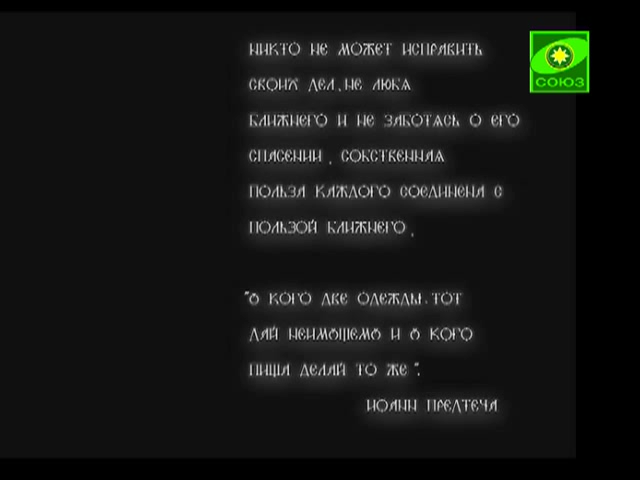 НИКТО НЕ МОЖЕТ ИСПРАВИТЬ
СВОИХ ДЕЛ, НЕ ЛЮБЯ
БЛИЖНЕГО И НЕ ЗАБОТЯСЬ О ЕГО
СПАСЕНИИ, СОБСТВЕННАЯ
ПОЛЬЗА КАЖДОГО СОЕДИНЕНА С
ПОЛЬЗОЙ БЛИЖНЕГО,
"У КОГО ДВЕ ОДЕЖДЫ, ТОТ
ДАЙ НЕИМУЩЕМУ И У КОГО
ПИЩА ДЕЛАЙ ТО ЖЕ".
ИОАНН ПРЕДТЕЧА
СОЮЗ